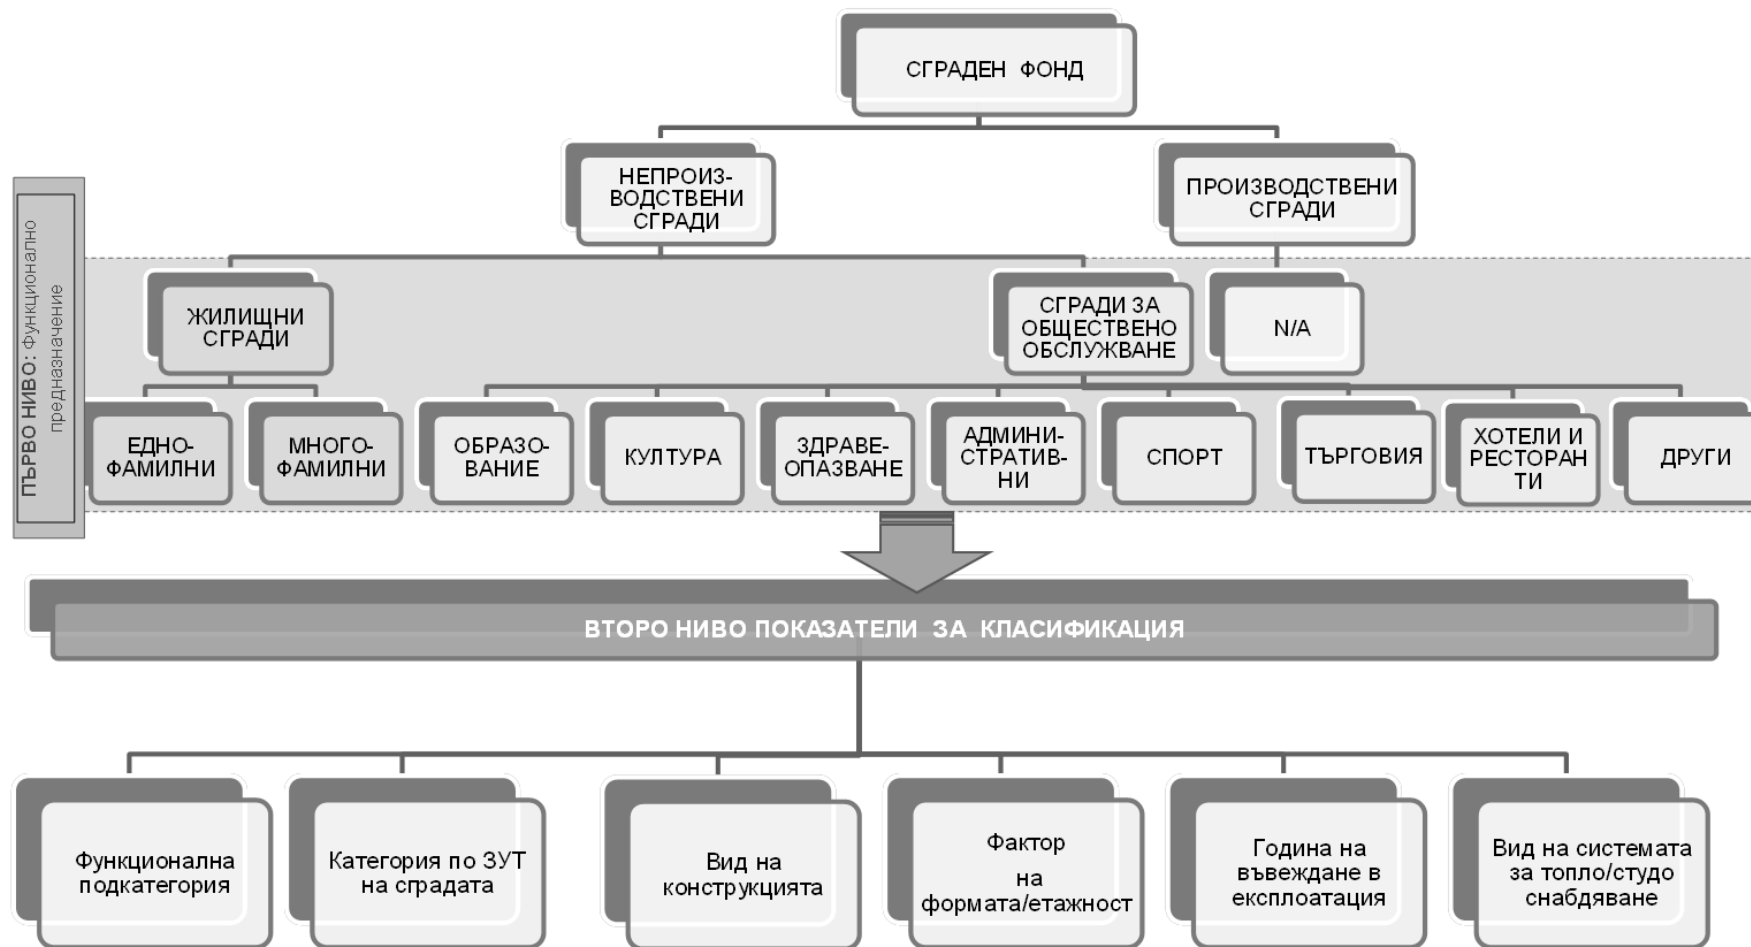 СГРАДЕН ФОНД
НЕПРОИЗ-
ВОДСТВЕНИ
СГРАДИ
ПРОИЗВОДСТВЕНИ
СГРАДИ
ПЪРВО НИВО: Функционално
предназначение
ЖИЛИЩНИ
СГРАДИ
СГРАДИ ЗА
ОБЩЕСТВЕНО
ОБСЛУЖВАНЕ
N/A
ЕДНО-
ФАМИЛНИ
МНОГО-
ФАМИЛНИ
ОБРАЗО-
ВАНИЕ
КУЛТУРА
ЗДРАВЕ-
ОПАЗВАНЕ
АДМИНИ-
СТРАТИВ-
НИ
СПОРТ
ТЪРГОВИЯ
ХОТЕЛИ И
РЕСТОРАН
ТИ
ДРУГИ
ВТОРО НИВО ПОКАЗАТЕЛИ ЗА КЛАСИФИКАЦИЯ
Функционална
подкатегория
Категория по ЗУТ
на сградата
Вид на
конструкцията
Фактор
на
формата/етажност
Година на
въвеждане в
експлоатация
Вид на системата
за топло/студо
снабдяване